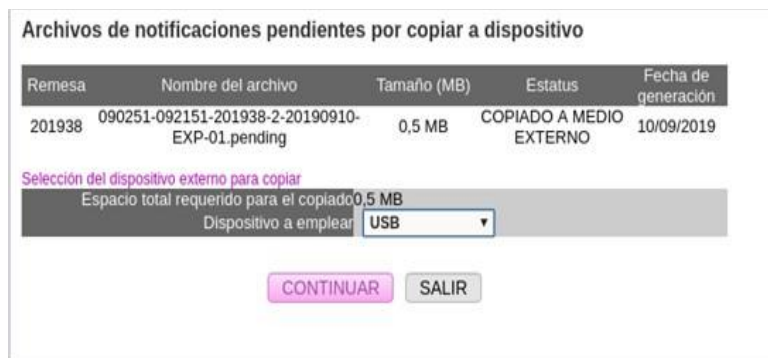 Archivos de notificaciones pendientes por copiar a dispositivo
Remesa Nombre del archivo Tamaño (MB) Estatus Fecha de generación
201938 090251-092151-201938-2-20190910-EXP-01.pending 0,5 MB COPIADO A MEDIO EXTERNO 10/09/2019
Selección del dispositivo externo para copiar
Espacio total requerido para el copiado 0,5 MB
Dispositivo a emplear USB
CONTINUAR SALIR